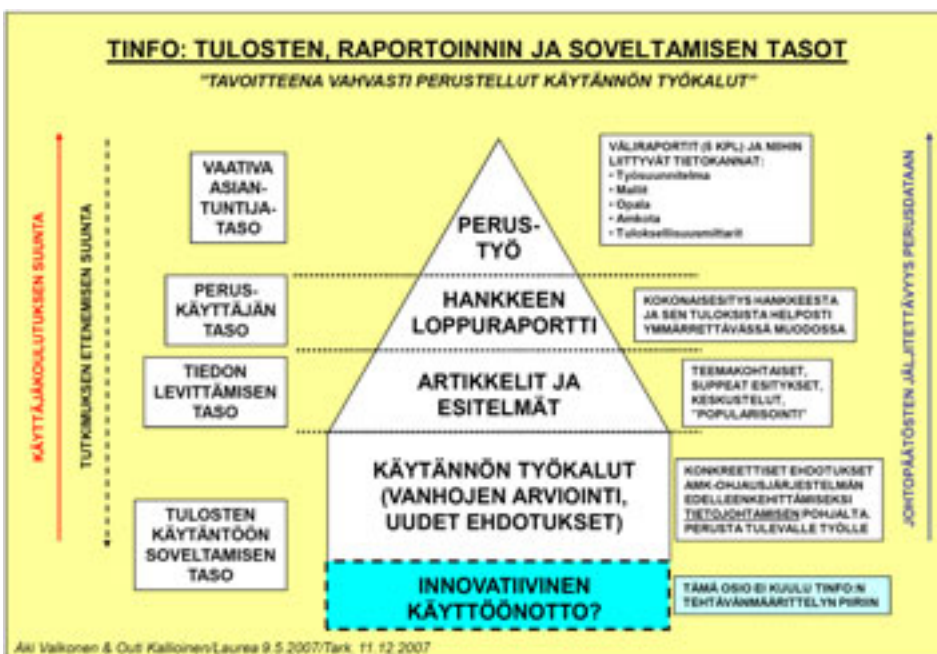 TINFO: TULOSTEN, RAPORTOINNIN JA SOVELTAMISEN TASOT
"TAVOITTEENA VAHVASTI PERUSTELLUT KÄYTÄNNÖN TYÖKALUT"
KÄYTTÄJÄKOULUTUKSEN SUUNTA
TUTKIMUKSEN ETENEMISEN SUUNTA
VAATIVA
ASIAN-
TUNTIJA-
TASO
PERUS-
TYÖ
VÄLIRAPORTIT (5 KPL) JA NIIHIN
LIITTYVÄT TIETOKANNAT:
• Työsuunnitelma
• Mallit
• Opala
• Amkota
• Tuloksellisuusmittarit
PERUS-
KÄYTTÄJÄN
TASO
HANKKEEN
LOPPURAPORTTI
KOKONAISESITYS HANKKEESTA
JA SEN TULOKSISTA HELPOSTI
YMMÄRRETTÄVÄSSÄ MUODOSSA
TIEDON
LEVITTÄMISEN
TASO
ARTIKKELIT JA
ESITELMÄT
TEEMAKOHTAISET,
SUPPEAT ESITYKSET,
KESKUSTELUT,
"POPULARISOINTI"
TULOSTEN
KÄYTÄNTÖÖN
SOVELTAMISEN
TASO
KÄYTÄNNÖN TYÖKALUT
(VANHOJEN ARVIOINTI,
UUDET EHDOTUKSET)
KONKREETTISET EHDOTUKSET
AMK-OHJAUSJÄRJESTELMÄN
EDELLEENKEHITTÄMISEKSI
TIETOJOHTAMISEN POHJALTA.
PERUSTA TULEVALLE TYÖLLE
INNOVATIIVINEN
KÄYTTÖÖNOTTO?
TÄMÄ OSIO EI KUULU TINFO:N
TEHTÄVÄNMÄÄRITTELYN PIIRIIN
JOHTOPÄÄTÖSTEN JÄLJITETTÄVYYS PERUSDATAAN
Aki Valkonen & Outi Kallioinen/Laurea 9.5.2007/Tark. 11.12.2007